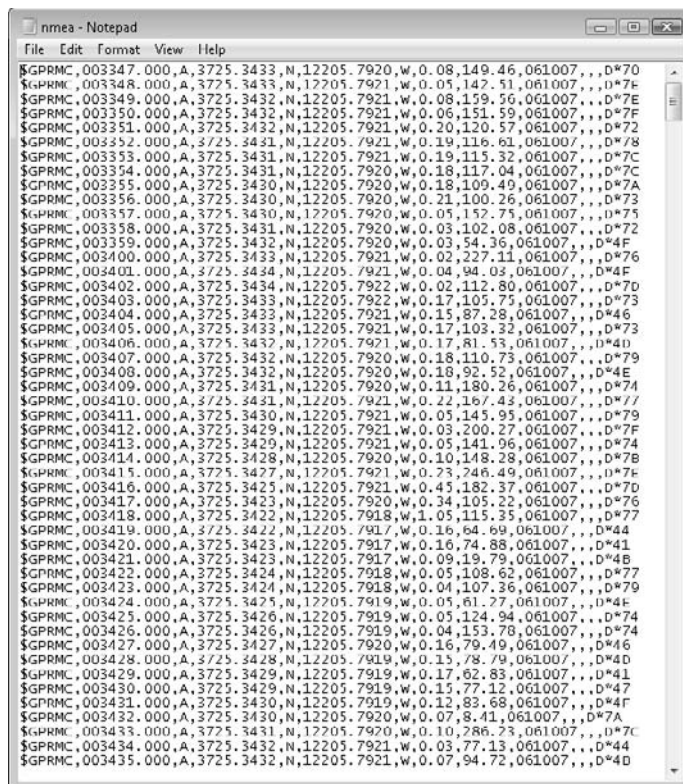 nmea - Notepad
File Edit Format View Help
$GPRMC,003347.000,A,3725.3433,N,12205.7920,W,0.08,149.46,061007,,,D*70
$GPRMC,003348.000,A,3725.3433,N,12205.7921,W,0.05,142.51,061007,,,D*7E
$GPRMC,003349.000,A,3725.3432,N,12205.7921,W,0.08,159.56,061007,,,D*7E
$GPRMC,003350.000,A,3725.3432,N,12205.7921,W,0.06,151.59,061007,,,D*7F
$GPRMC,003351.000,A,3725.3432,N,12205.7921,W,0.20,120.57,061007,,,D*72
$GPRMC,003352.000,A,3725.3431,N,12205.7921,W,0.19,116.61,061007,,,D*78
$GPRMC,003353.000,A,3725.3431,N,12205.7921,W,0.19,115.32,061007,,,D*7C
$GPRMC,003354.000,A,3725.3431,N,12205.7920,W,0.18,117.04,061007,,,D*7C
$GPRMC,003355.000,A,3725.3430,N,12205.7920,W,0.18,109.49,061007,,,D*7A
$GPRMC,003356.000,A,3725.3430,N,12205.7920,W,0.21,100.26,061007,,,D*73
$GPRMC,003357.000,A,3725.3430,N,12205.7920,W,0.05,152.75,061007,,,D*75
$GPRMC,003358.000,A,3725.3431,N,12205.7920,W,0.03,102.08,061007,,,D*72
$GPRMC,003359.000,A,3725.3432,N,12205.7920,W,0.03,54.36,061007,,,D*4F
$GPRMC,003400.000,A,3725.3433,N,12205.7921,W,0.02,227.11,061007,,,D*76
$GPRMC,003401.000,A,3725.3434,N,12205.7921,W,0.04,94.03,061007,,,D*4F
$GPRMC,003402.000,A,3725.3434,N,12205.7922,W,0.02,112.80,061007,,,D*7D
$GPRMC,003403.000,A,3725.3433,N,12205.7922,W,0.17,105.75,061007,,,D*73
$GPRMC,003404.000,A,3725.3433,N,12205.7921,W,0.15,87.28,061007,,,D*46
$GPRMC,003405.000,A,3725.3433,N,12205.7921,W,0.17,103.32,061007,,,D*73
$GPRMC,003406.000,A,3725.3432,N,12205.7921,W,0.17,81.53,061007,,,D*4D
$GPRMC,003407.000,A,3725.3432,N,12205.7920,W,0.18,110.73,061007,,,D*79
$GPRMC,003408.000,A,3725.3432,N,12205.7920,W,0.18,92.52,061007,,,D*4E
$GPRMC,003409.000,A,3725.3431,N,12205.7920,W,0.11,180.26,061007,,,D*74
$GPRMC,003410.000,A,3725.3431,N,12205.7921,W,0.22,167.43,061007,,,D*77
$GPRMC,003411.000,A,3725.3430,N,12205.7921,W,0.05,145.95,061007,,,D*79
$GPRMC,003412.000,A,3725.3429,N,12205.7921,W,0.03,200.27,061007,,,D*7F
$GPRMC,003413.000,A,3725.3429,N,12205.7921,W,0.05,141.96,061007,,,D*74
$GPRMC,003414.000,A,3725.3428,N,12205.7920,W,0.10,148.28,061007,,,D*7B
$GPRMC,003415.000,A,3725.3427,N,12205.7921,W,0.23,246.49,061007,,,D*7E
$GPRMC,003416.000,A,3725.3425,N,12205.7921,W,0.45,182.37,061007,,,D*7D
$GPRMC,003417.000,A,3725.3423,N,12205.7920,W,0.34,105.22,061007,,,D*76
$GPRMC,003418.000,A,3725.3422,N,12205.7918,W,1.05,115.35,061007,,,D*77
$GPRMC,003419.000,A,3725.3422,N,12205.7917,W,0.16,64.69,061007,,,D*44
$GPRMC,003420.000,A,3725.3423,N,12205.7917,W,0.16,74.88,061007,,,D*41
$GPRMC,003421.000,A,3725.3423,N,12205.7917,W,0.09,19.79,061007,,,D*4B
$GPRMC,003422.000,A,3725.3424,N,12205.7918,W,0.05,108.62,061007,,,D*77
$GPRMC,003423.000,A,3725.3424,N,12205.7918,W,0.04,107.36,061007,,,D*79
$GPRMC,003424.000,A,3725.3425,N,12205.7919,W,0.05,61.27,061007,,,D*4E
$GPRMC,003425.000,A,3725.3426,N,12205.7919,W,0.05,124.94,061007,,,D*74
$GPRMC,003426.000,A,3725.3426,N,12205.7919,W,0.04,153.78,061007,,,D*74
$GPRMC,003427.000,A,3725.3427,N,12205.7920,W,0.16,79.49,061007,,,D*46
$GPRMC,003428.000,A,3725.3428,N,12205.7919,W,0.15,78.79,061007,,,D*4D
$GPRMC,003429.000,A,3725.3429,N,12205.7919,W,0.17,62.83,061007,,,D*41
$GPRMC,003430.000,A,3725.3429,N,12205.7919,W,0.15,77.12,061007,,,D*47
$GPRMC,003431.000,A,3725.3430,N,12205.7919,W,0.12,83.68,061007,,,D*4F
$GPRMC,003432.000,A,3725.3430,N,12205.7920,W,0.07,8.41,061007,,,D*7A
$GPRMC,003433.000,A,3725.3431,N,12205.7920,W,0.10,286.23,061007,,,D*7C
$GPRMC,003434.000,A,3725.3432,N,12205.7921,W,0.03,77.13,061007,,,D*44
$GPRMC,003435.000,A,3725.3432,N,12205.7921,W,0.07,94.72,061007,,,D*4D